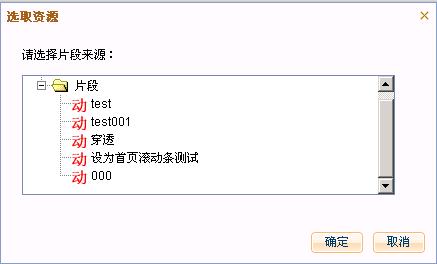 选取资源
请选择片段来源：
片段
动 test
动 test001
动 穿透
动 设为首页滚动条测试
动 000
确定 取消